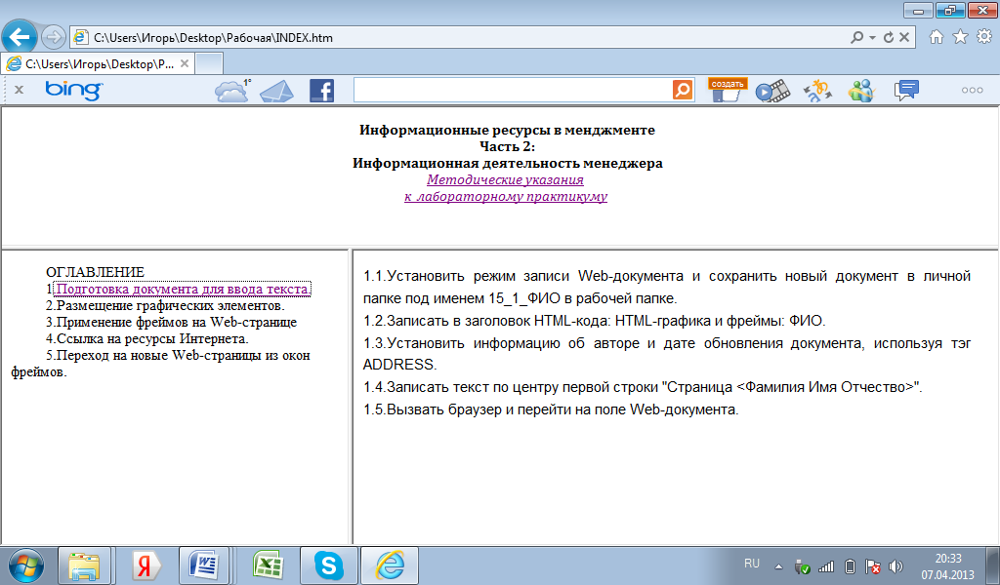 C:\Users\Игорь\Desktop\Рабочая\INDEX.htm
C:\Users\Игорь\Desktop\Р...
bing
1°
создать
Информационные ресурсы в менджменте
Часть 2:
Информационная деятельность менеджера
Методические указания
к лабораторному практикуму
ОГЛАВЛЕНИЕ
1.Подготовка документа для ввода текста.
2.Размещение графических элементов.
3.Применение фреймов на Web-странице
4.Ссылка на ресурсы Интернета.
5.Переход на новые Web-страницы из окон
фреймов.
1.1.Установить режим записи Web-документа и сохранить новый документ в личной
папке под именем 15_1_ФИО в рабочей папке.
1.2.Записать в заголовок HTML-кода: HTML-графика и фреймы: ФИО.
1.3.Установить информацию об авторе и дате обновления документа, используя тэг
ADDRESS.
1.4.Записать текст по центру первой строки "Страница <Фамилия Имя Отчество>".
1.5.Вызвать браузер и перейти на поле Web-документа.
RU
20:33
07.04.2013